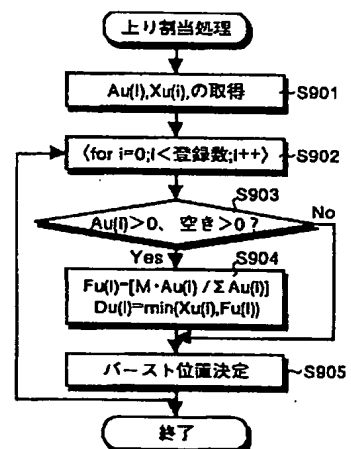 上り割当処理
Au(i),Xu(i),の取得
S901
〈for i=0;i<登録数;i++〉
S902
S903
Au(i)>0、空き>0？
No
Yes
S904
Fu(i)=[M・Au(i)/ΣAu(i)]
Du(i)=min(Xu(i),Fu(i))
バースト位置決定
S905
終了